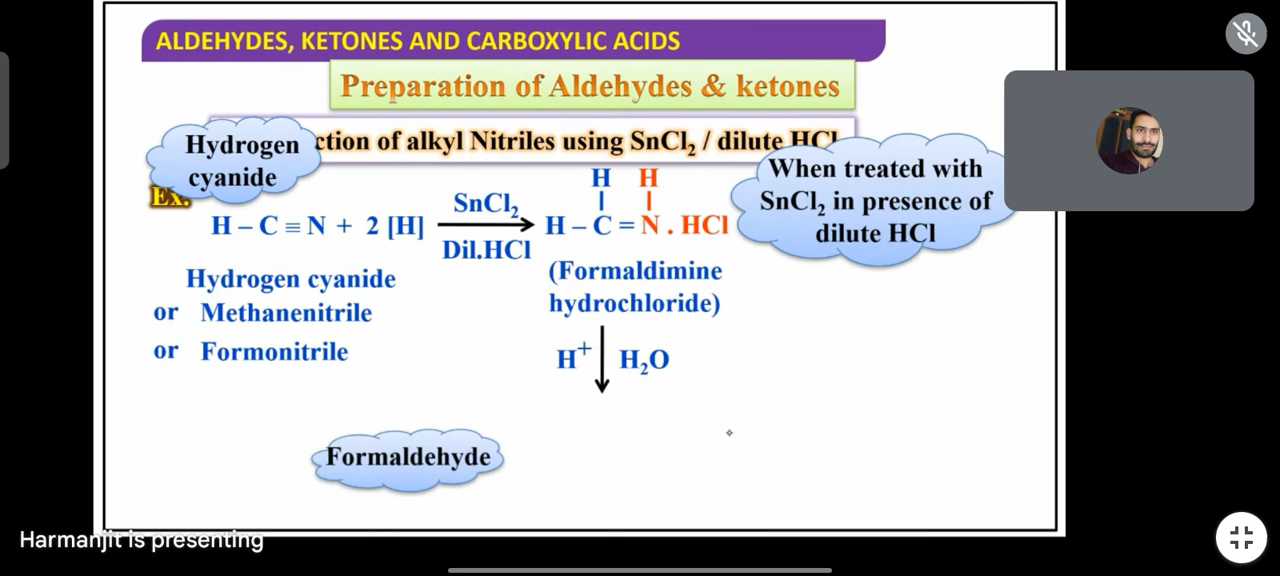 ALDEHYDES, KETONES AND CARBOXYLIC ACIDS
Preparation of Aldehydes & ketones
ction of alkyl Nitriles using SnCl₂ / dilute HCl
Hydrogen
cyanide
When treated with
SnCl₂ in presence of
dilute HCl
Ex.
H H
H – C ≡ N + 2 [H] SnCl₂ Dil.HCl H – C = N . HCl
(Formaldimine
hydrochloride)
Hydrogen cyanide
or Methanenitrile
or Formonitrile
H⁺ H₂O
Formaldehyde
Harmanjit is presenting